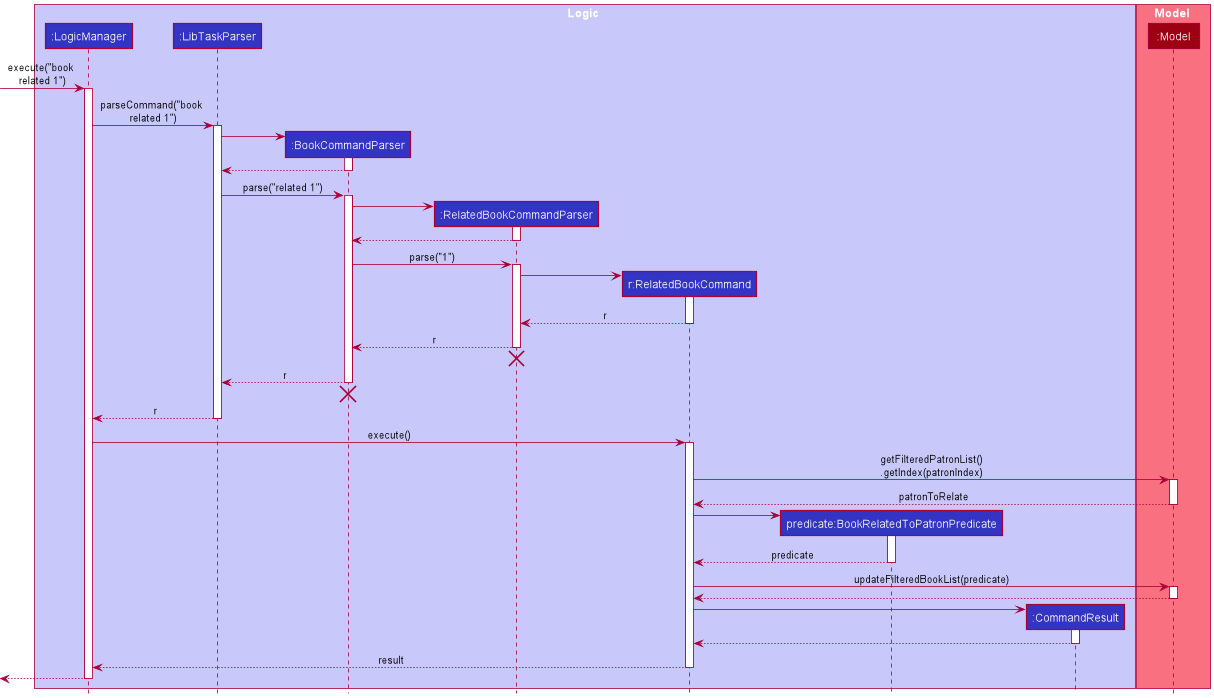 Logic
Model
:LogicManager
:LibTaskParser
:Model
execute("book
related 1")
parseCommand("book
related 1")
:BookCommandParser
parse("related 1")
:RelatedBookCommandParser
parse("1")
r:RelatedBookCommand
r
r
r
r
execute()
getFilteredPatronList()
.getIndex(patronIndex)
patronToRelate
predicate:BookRelatedToPatronPredicate
predicate
updateFilteredBookList(predicate)
:CommandResult
result